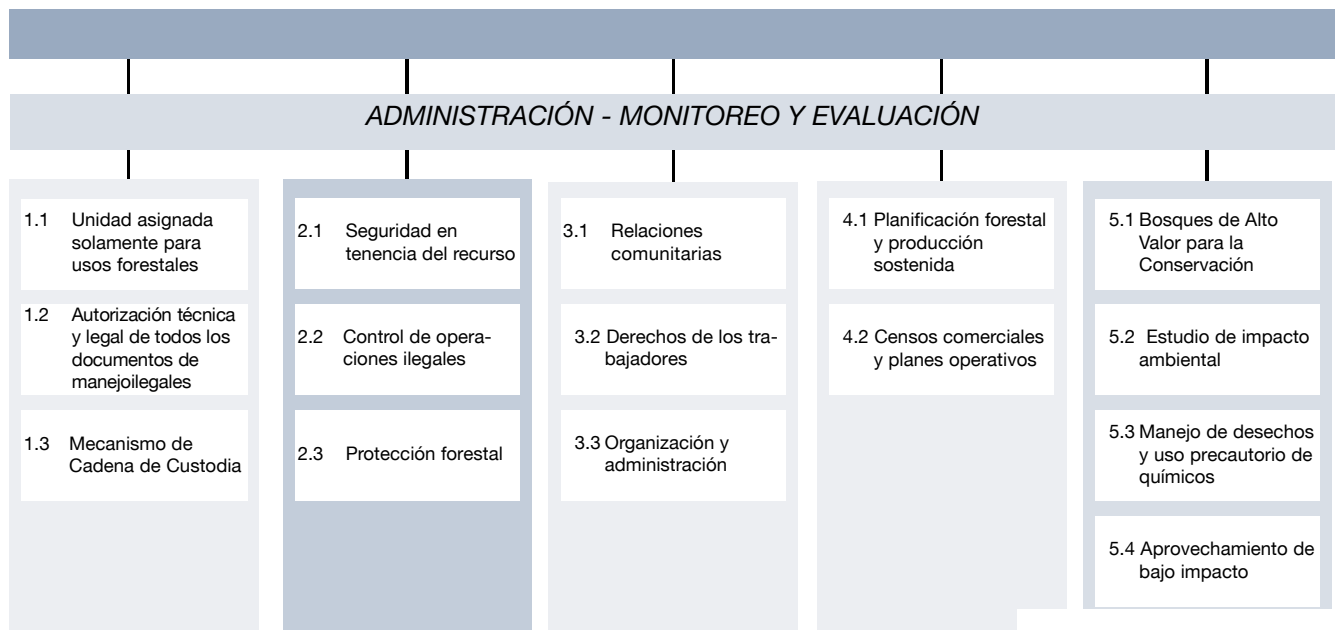 ADMINISTRACIÓN - MONITOREO Y EVALUACIÓN
1.1 Unidad asignada
solamente para
usos forestales
1.2 Autorización técnica
y legal de todos los
documentos de
manejoilegales
1.3 Mecanismo de
Cadena de Custodia
2.1 Seguridad en
tenencia del recurso
2.2 Control de opera-
ciones ilegales
2.3 Protección forestal
3.1 Relaciones
comunitarias
3.2 Derechos de los tra-
bajadores
3.3 Organización y
administración
4.1 Planificación forestal
y producción
sostenida
4.2 Censos comerciales
y planes operativos
5.1 Bosques de Alto
Valor para la
Conservación
5.2 Estudio de impacto
ambiental
5.3 Manejo de desechos
y uso precautorio de
químicos
5.4 Aprovechamiento de
bajo impacto